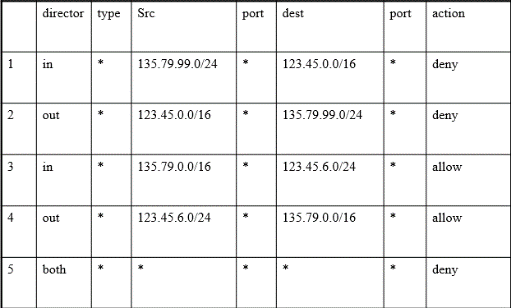 director type Src port dest port action
1 in * 135.79.99.0/24 * 123.45.0.0/16 * deny
2 out * 123.45.0.0/16 * 135.79.99.0/24 * deny
3 in * 135.79.0.0/16 * 123.45.6.0/24 * allow
4 out * 123.45.6.0/24 * 135.79.0.0/16 * allow
5 both * * * * * deny